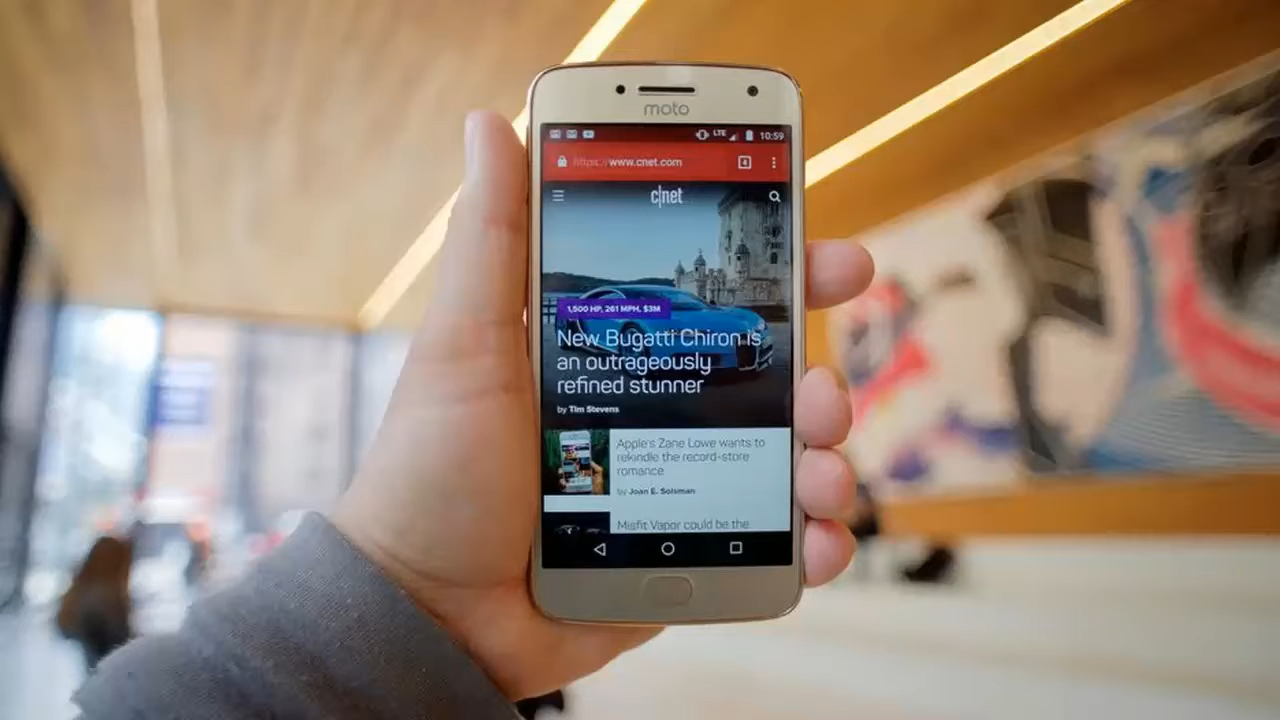 moto
LTE 10:59
https://www.cnet.com
4
c|net
1,500 HP, 261 MPH, $3M
New Bugatti Chiron is
an outrageously
refined stunner
by Tim Stevens
Apple's Zane Lowe wants to
rekindle the record-store
romance
by Joan E. Solsman
Misfit Vapor could be the